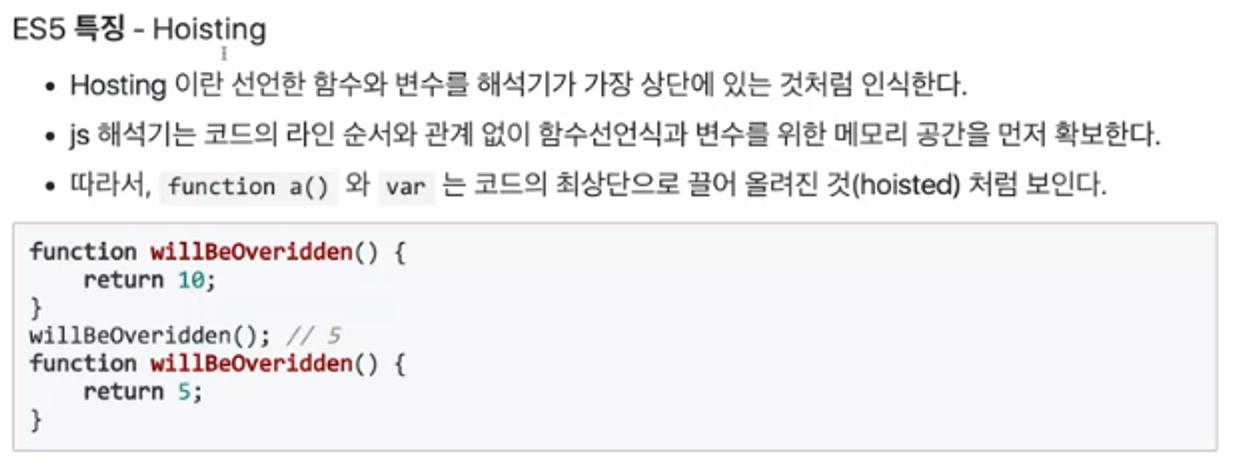 ES5 특징 - Hoisting
• Hosting 이란 선언한 함수와 변수를 해석기가 가장 상단에 있는 것처럼 인식한다.
• js 해석기는 코드의 라인 순서와 관계 없이 함수선언식과 변수를 위한 메모리 공간을 먼저 확보한다.
• 따라서, function a() 와 var 는 코드의 최상단으로 끌어 올려진 것(hoisted) 처럼 보인다.
function willBeOveridden() {
    return 10;
}
willBeOveridden(); // 5
function willBeOveridden() {
    return 5;
}